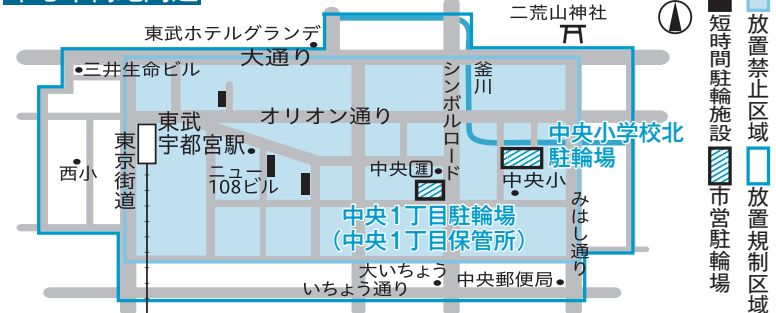 二荒山神社
東武ホテルグランデ
大通り
三井生命ビル
シンボルロード
釜川
オリオン通り
東武
宇都宮駅
中央小学校北
駐輪場
東京街道
西小
ニュー
108ビル
中央涯
中央小
みはし通り
中央1丁目駐輪場
(中央1丁目保管所)
大いちょう
いちょう通り
中央郵便局
放置禁止区域
短時間駐輪施設
放置規制区域
市営駐輪場